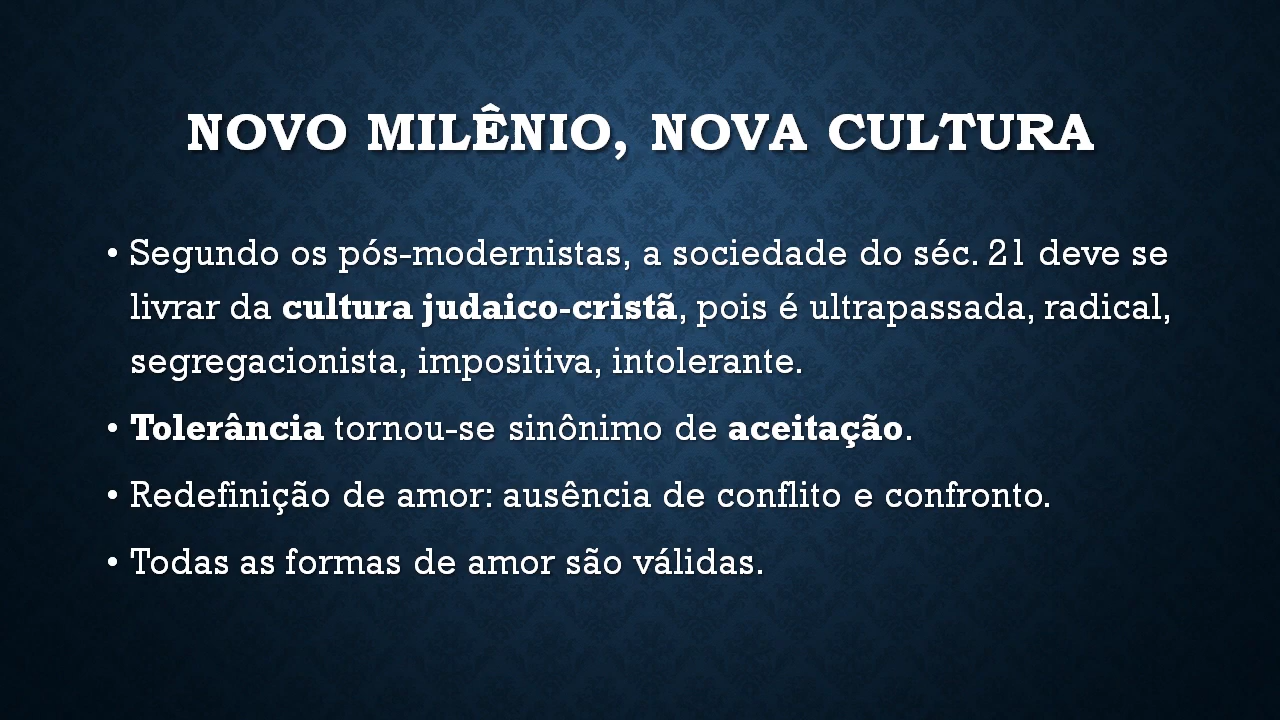 NOVO MILÊNIO, NOVA CULTURA
• Segundo os pós-modernistas, a sociedade do séc. 21 deve se
livrar da cultura judaico-cristã, pois é ultrapassada, radical,
segregacionista, impositiva, intolerante.
• Tolerância tornou-se sinônimo de aceitação.
• Redefinição de amor: ausência de conflito e confronto.
• Todas as formas de amor são válidas.